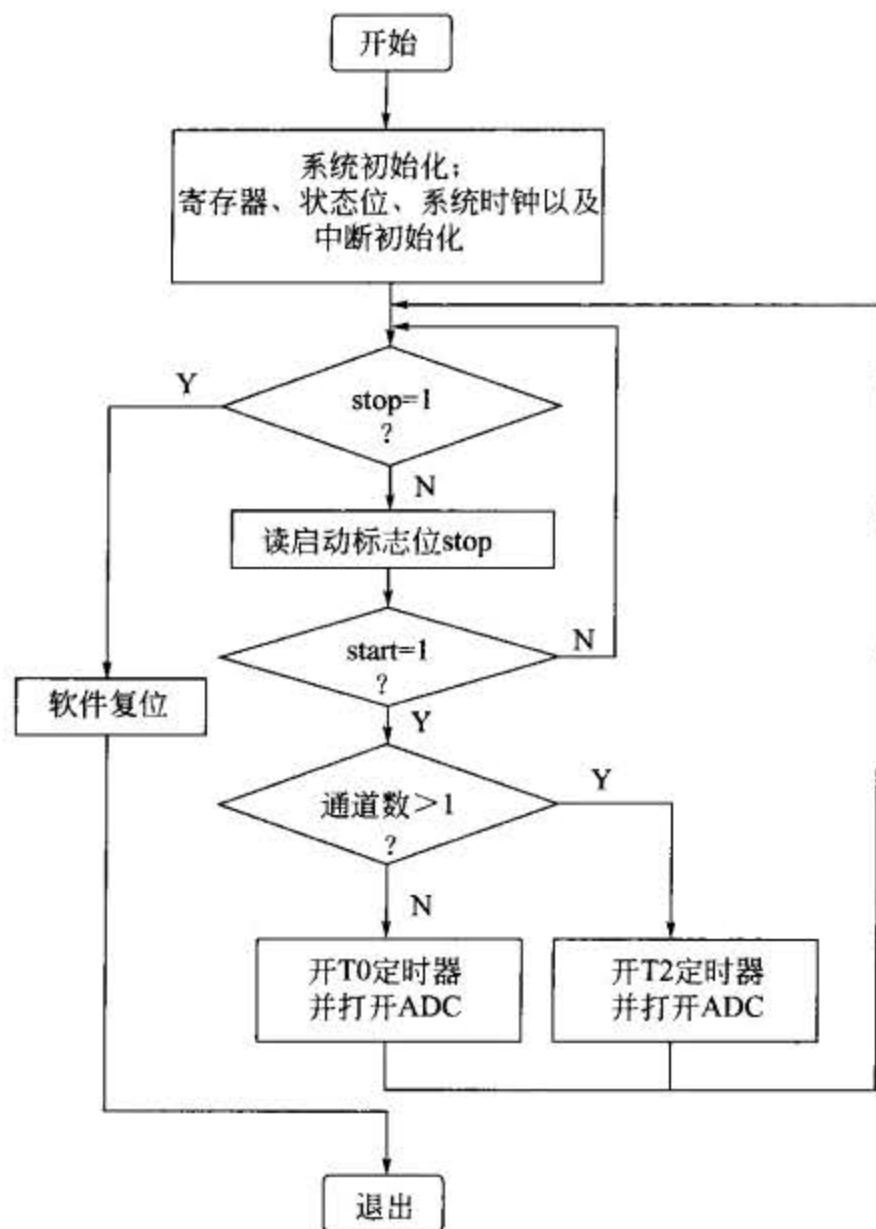 开始
系统初始化；
寄存器、状态位、系统时钟以及
中断初始化
Y
stop=1
?
N
读启动标志位stop
start=1
?
N
软件复位
Y
通道数＞1
?
Y
N
开T0定时器
并打开ADC
开T2定时器
并打开ADC
退出